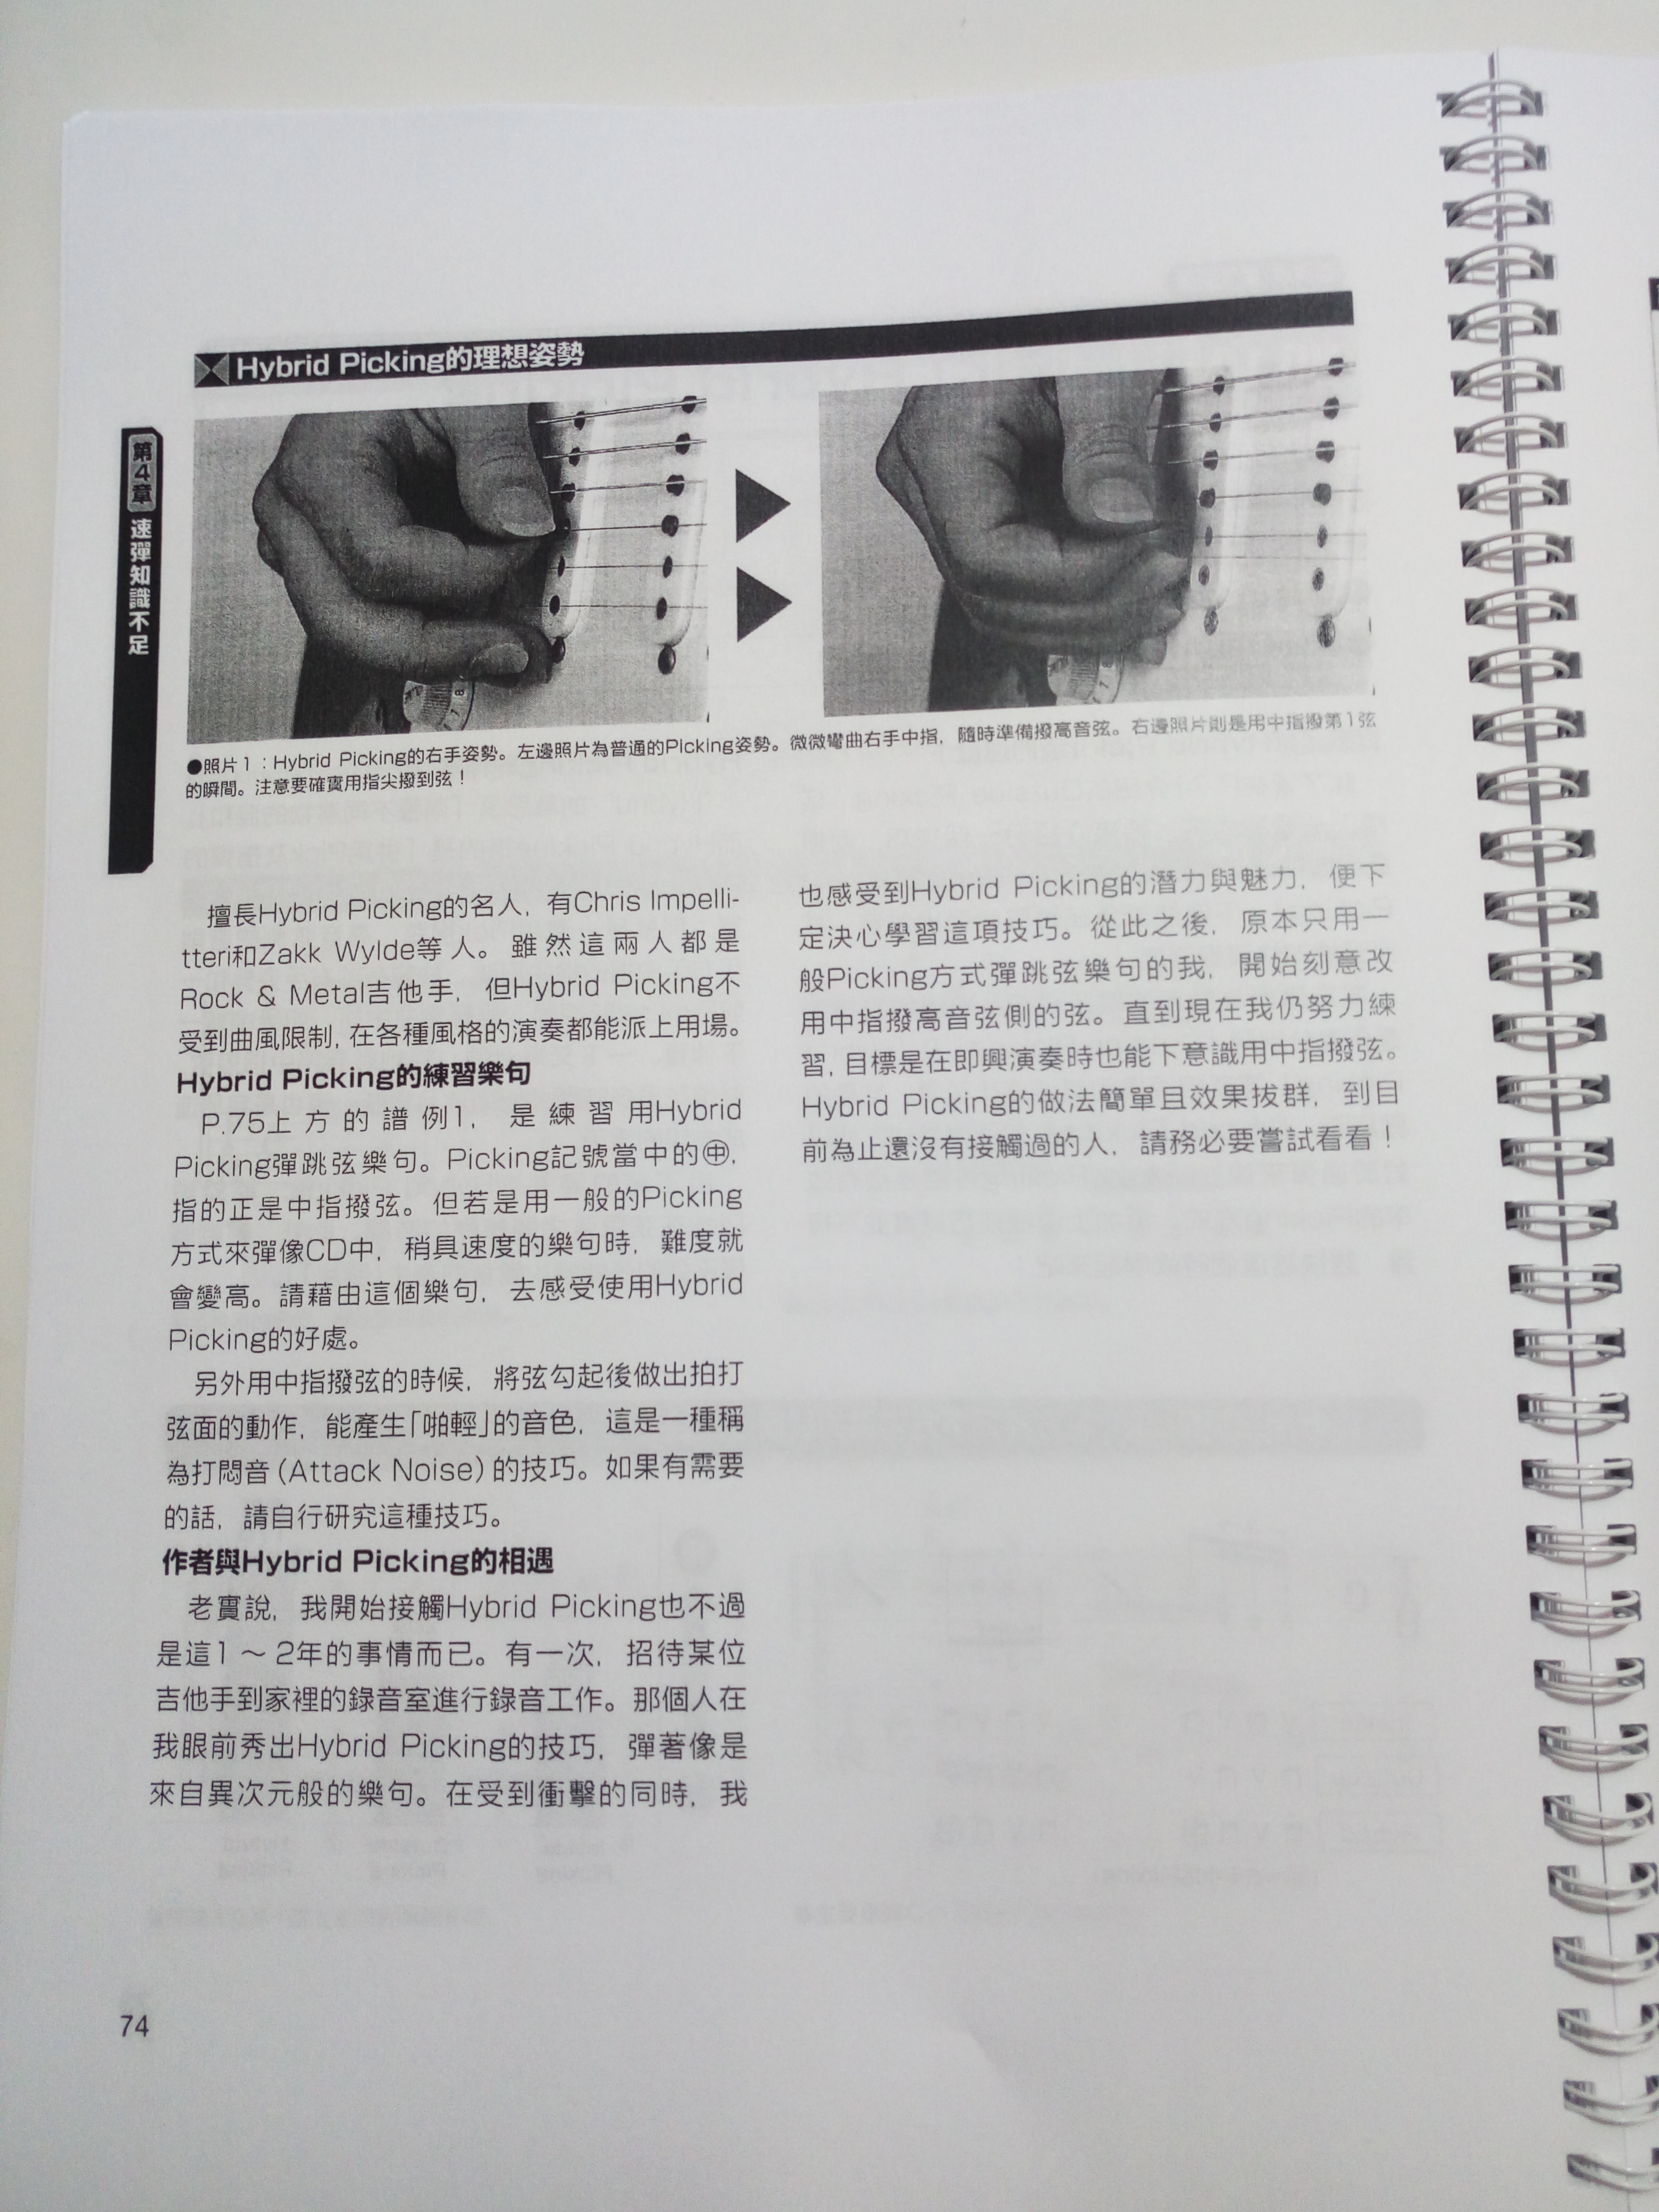 Hybrid Picking的理想姿勢
第4章 速彈知識不足
●照片1：Hybrid Picking的右手姿勢。左邊照片為普通的Picking姿勢。微微彎曲右手中指，隨時準備撥高音弦。右邊照片則是用中指撥第1弦
的瞬間。注意要確實用指尖撥到弦！
擅長Hybrid Picking的名人，有Chris Impelli-
tteri和Zakk Wylde等人。雖然這兩人都是
Rock & Metal吉他手，但Hybrid Picking不
受到曲風限制，在各種風格的演奏都能派上用場。
Hybrid Picking的練習樂句
P.75上方的譜例1，是練習用Hybrid
Picking彈跳弦樂句。Picking記號當中的㊥，
指的正是中指撥弦。但若是用一般的Picking
方式來彈像CD中，稍具速度的樂句時，難度就
會變高。請藉由這個樂句，去感受使用Hybrid
Picking的好處。
另外用中指撥弦的時候，將弦勾起後做出拍打
弦面的動作，能產生「啪輕」的音色，這是一種稱
為打悶音（Attack Noise）的技巧。如果有需要
的話，請自行研究這種技巧。
作者與Hybrid Picking的相遇
老實說，我開始接觸Hybrid Picking也不過
是這1～2年的事情而已。有一次，招待某位
吉他手到家裡的錄音室進行錄音工作。那個人在
我眼前秀出Hybrid Picking的技巧，彈著像是
來自異次元般的樂句。在受到衝擊的同時，我
也感受到Hybrid Picking的潛力與魅力，便下
定決心學習這項技巧。從此之後，原本只用一
般Picking方式彈跳弦樂句的我，開始刻意改
用中指撥高音弦側的弦。直到現在我仍努力練
習，目標是在即興演奏時也能下意識用中指撥弦。
Hybrid Picking的做法簡單且效果拔群，到目
前為止還沒有接觸過的人，請務必要嘗試看看！
74